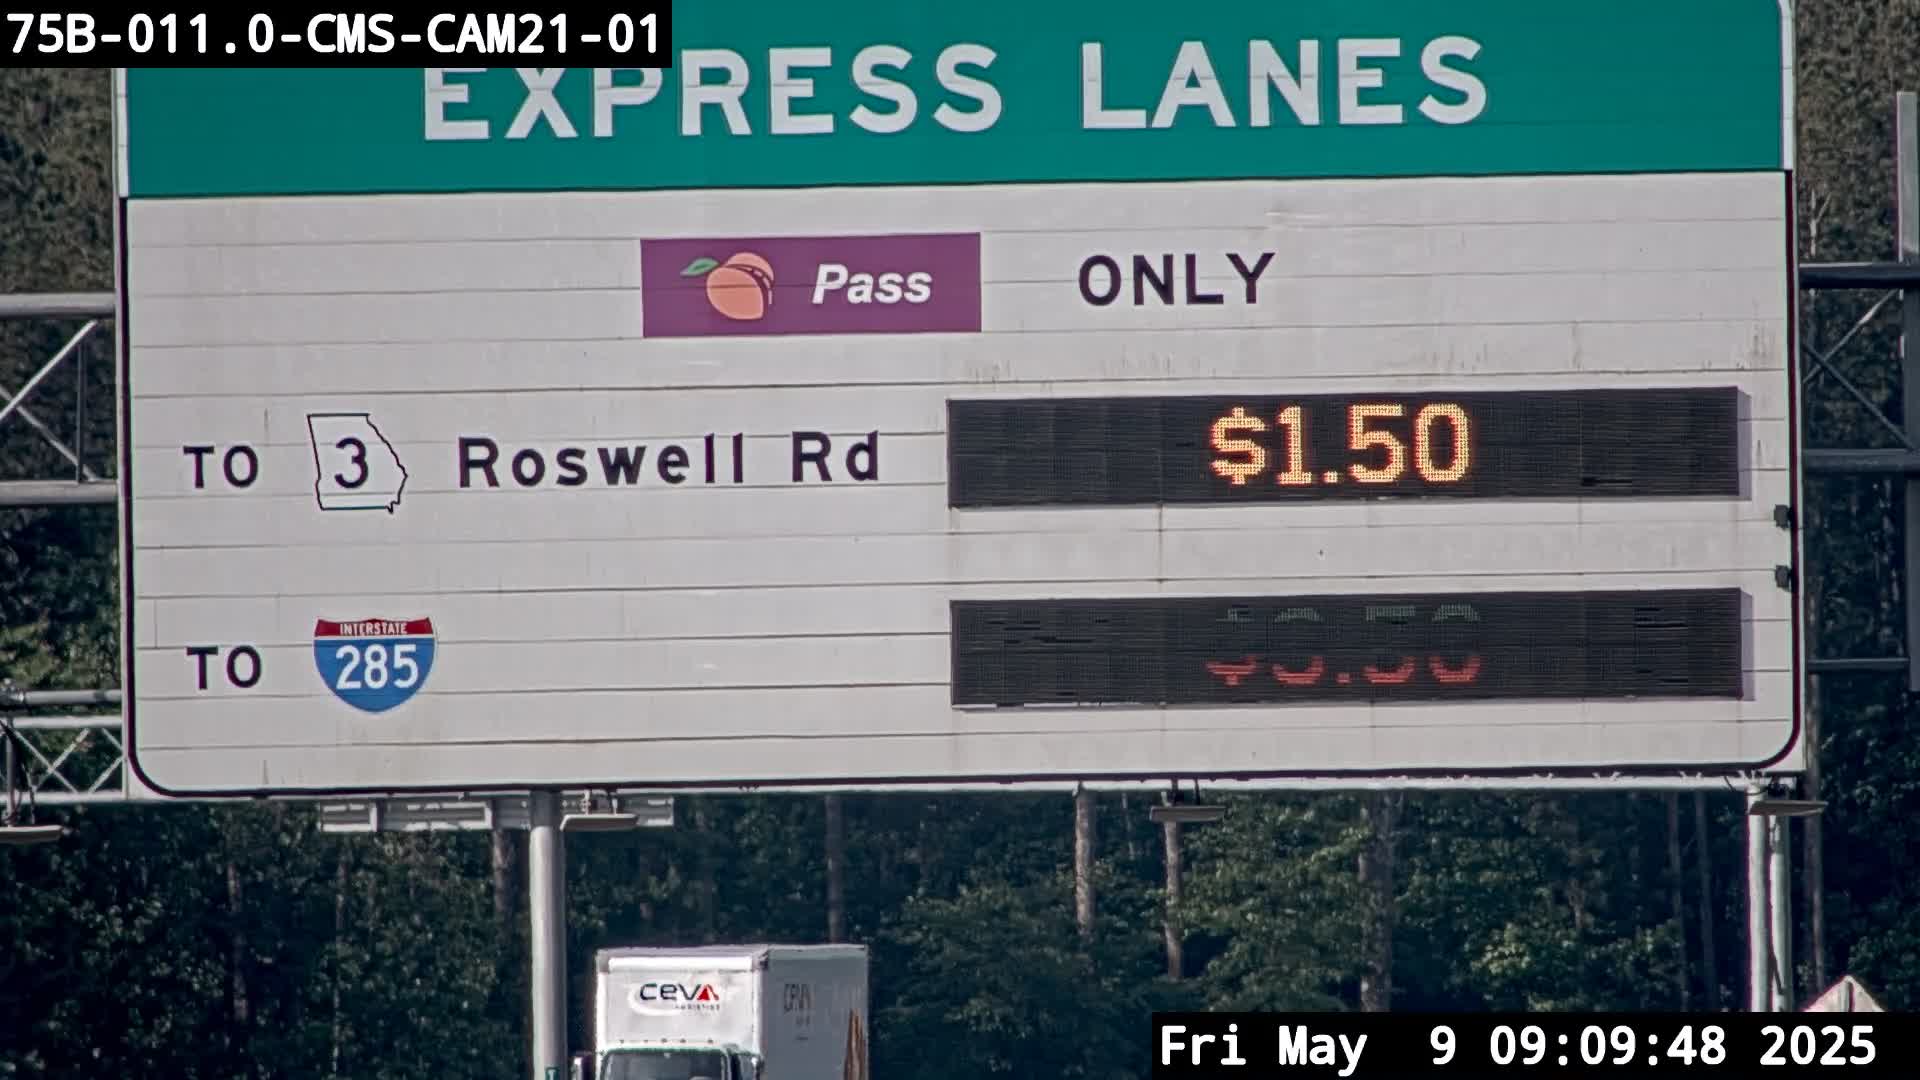 75B-011.0-CMS-CAM21-01
EXPRESS LANES
Pass ONLY
TO 3 Roswell Rd $1.50
TO INTERSTATE 285
CEVA
LOGISTICS
Fri May 9 09:09:48 2025